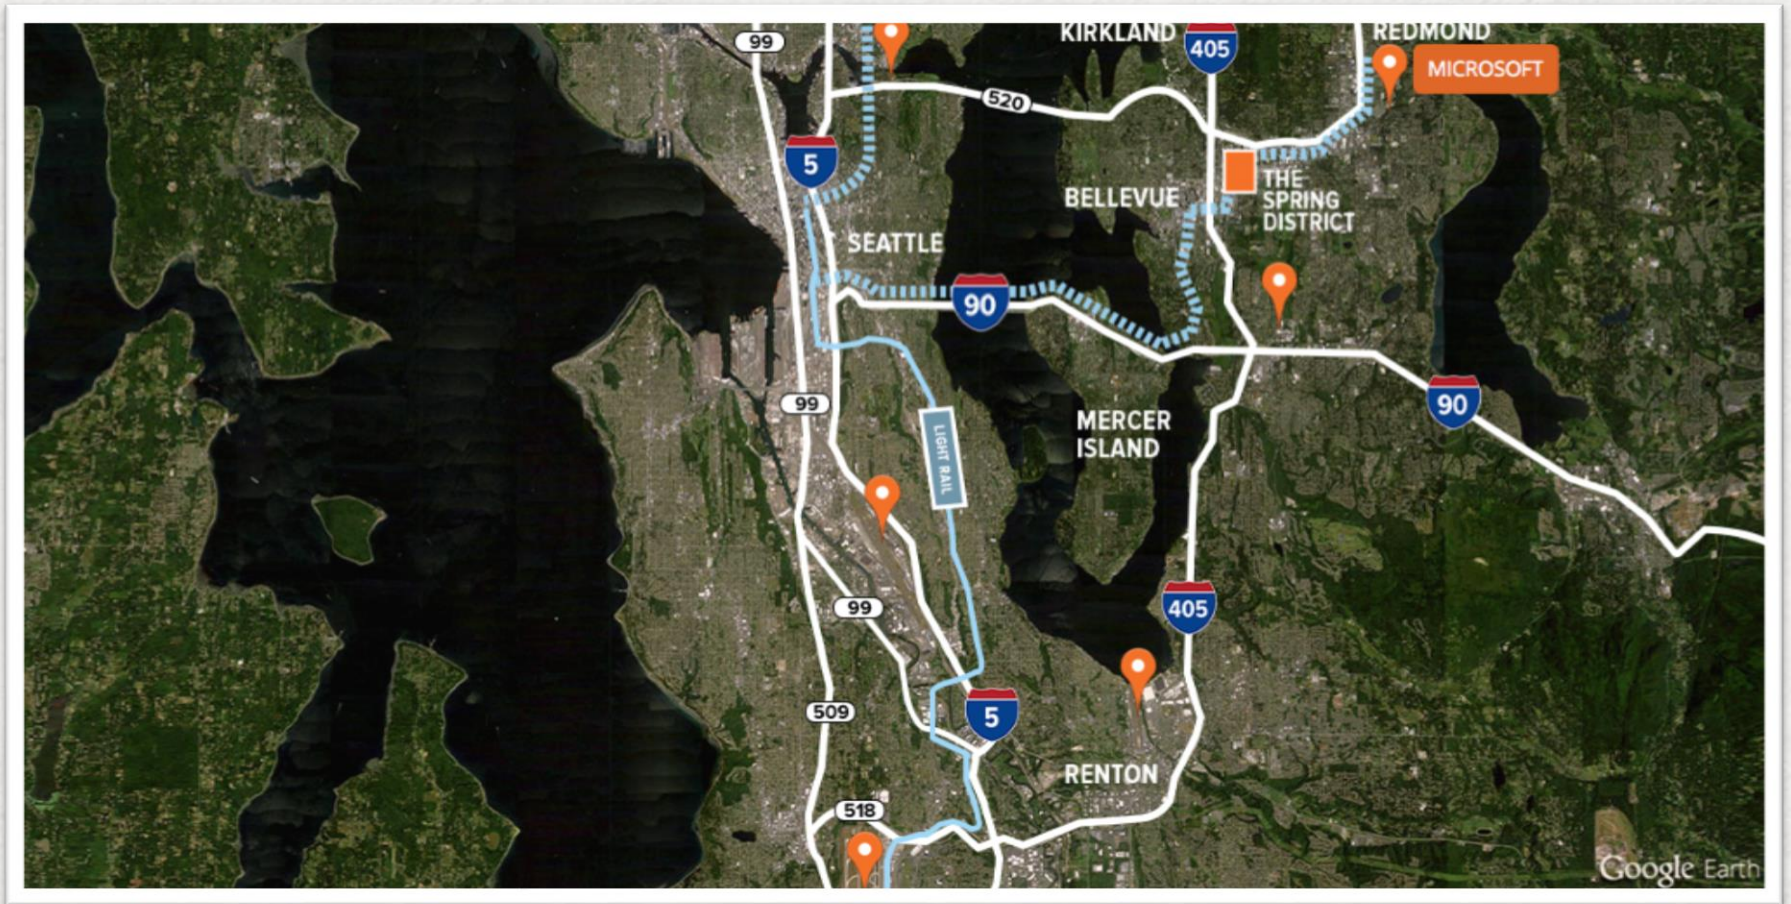 99
KIRKLAND
405
REDMOND
MICROSOFT
520
5
THE
SPRING
DISTRICT
BELLEVUE
SEATTLE
90
99
90
MERCER
ISLAND
LIGHT RAIL
99
405
509
5
RENTON
518
Google Earth